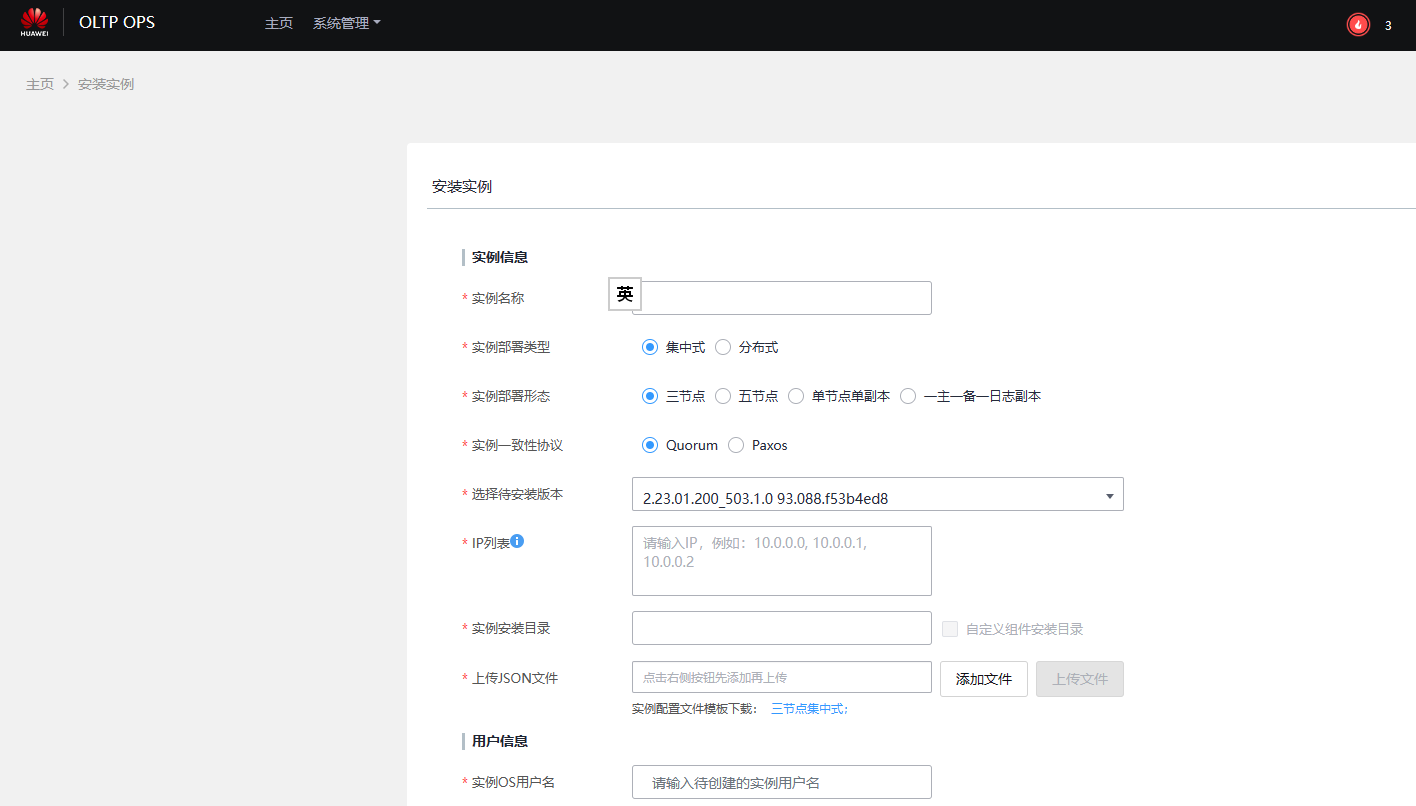 HUAWEI
OLTP OPS
主页
系统管理
3
主页 > 安装实例
安装实例
实例信息
* 实例名称
英
* 实例部署类型
集中式 分布式
* 实例部署形态
三节点 五节点 单节点单副本 一主一备一日志副本
* 实例一致性协议
Quorum Paxos
* 选择待安装版本
2.23.01.200_503.1.0 93.088.f53b4ed8
* IP列表
请输入IP，例如：10.0.0.0, 10.0.0.1,
10.0.0.2
* 实例安装目录
自定义组件安装目录
* 上传JSON文件
点击右侧按钮先添加再上传
添加文件
上传文件
实例配置文件模板下载： 三节点集中式;
用户信息
* 实例OS用户名
请输入待创建的实例用户名